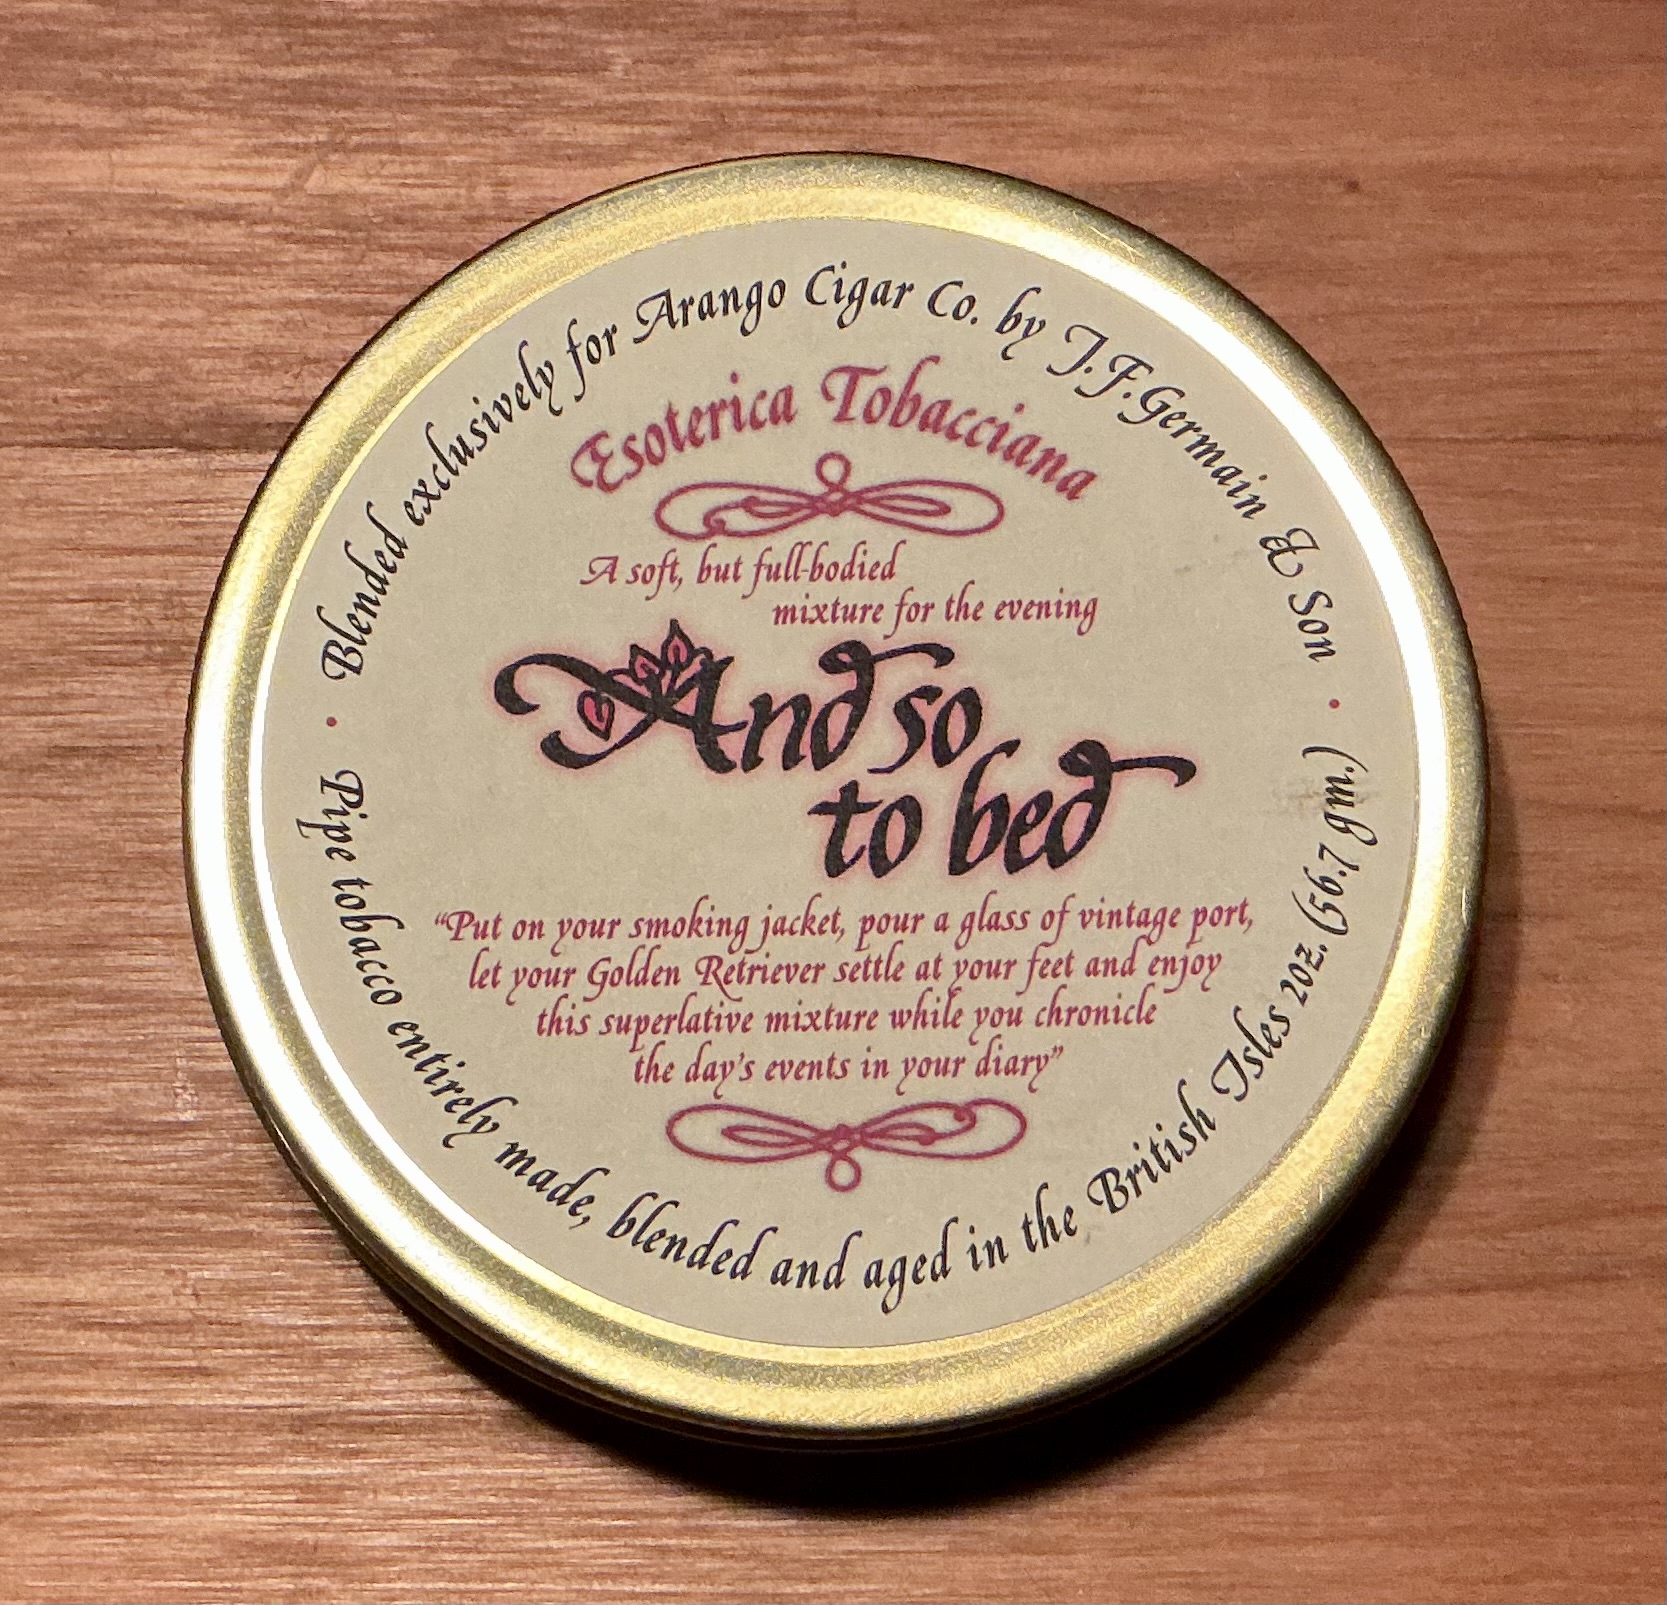 Blended exclusively for Arango Cigar Co. by J.F.Germain & Son
Esoterica Tobacciana
A soft, but full-bodied
mixture for the evening
And so
to bed
"Put on your smoking jacket, pour a glass of vintage port,
let your Golden Retriever settle at your feet and enjoy
this superlative mixture while you chronicle
the day's events in your diary"
Pipe tobacco entirely made, blended and aged in the British Isles 2oz. (56.7 gm.)